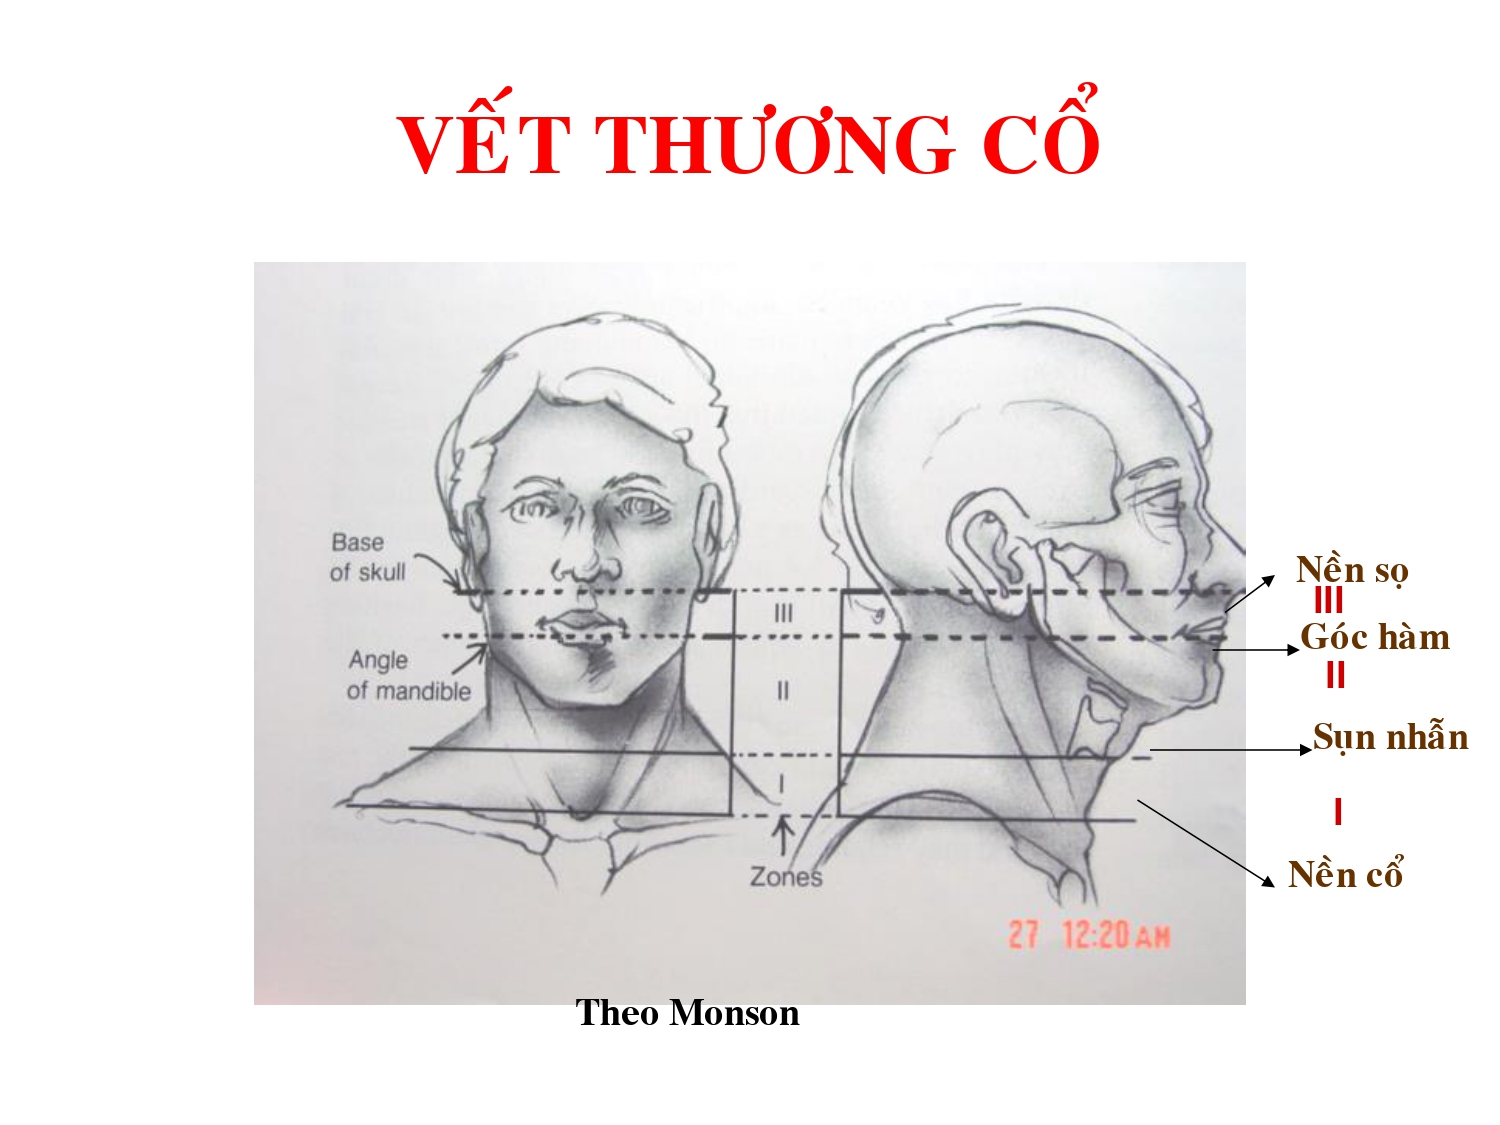 VẾT THƯƠNG CỔ
Base
of skull
Angle
of mandible
III
II
I
Zones
Nền sọ
III
Góc hàm
II
Sụn nhẫn
I
Nền cổ
27 12:20 AM
Theo Monson